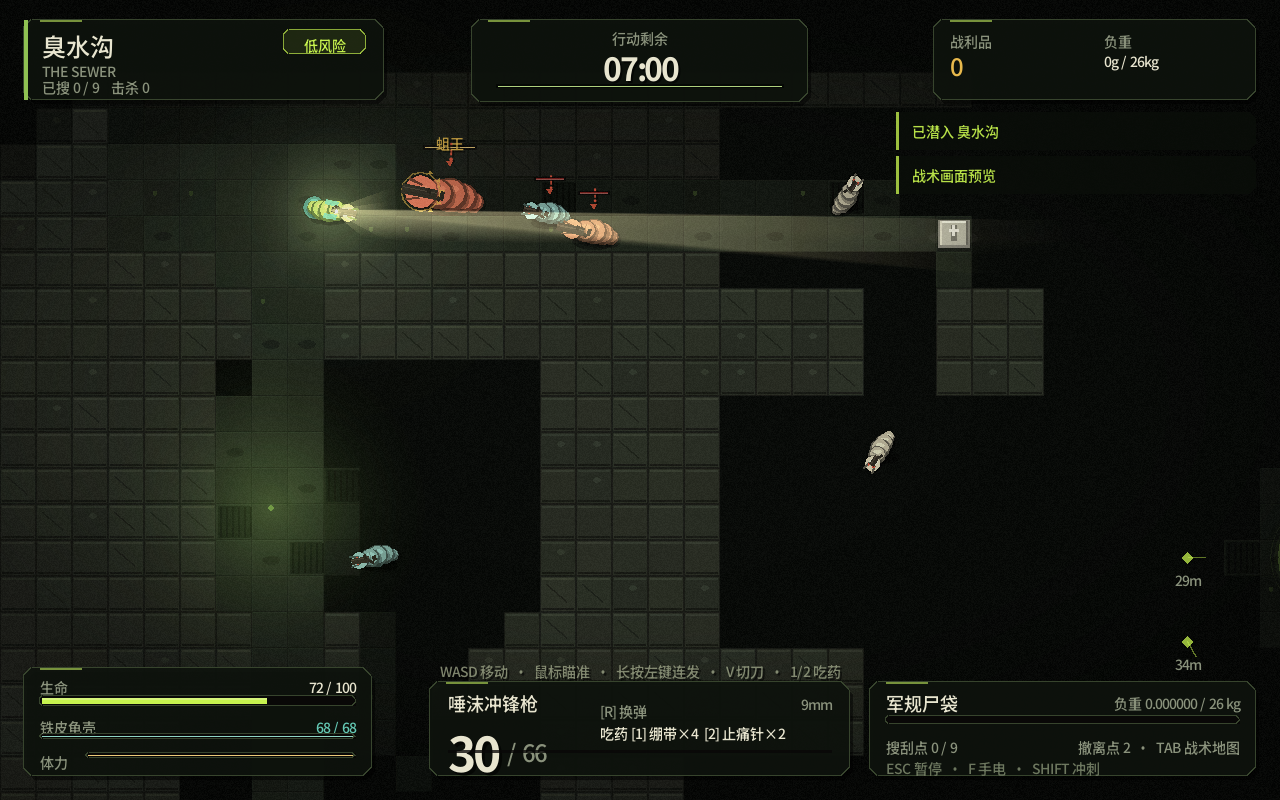 臭水沟
低风险
THE SEWER
已搜 0 / 9 击杀 0
行动剩余
07:00
战利品
0
负重
0g / 26kg
已潜入 臭水沟
战术画面预览
蛆王
29m
34m
WASD 移动 · 鼠标瞄准 · 长按左键连发 · V 切刀 · 1/2 吃药
生命
72 / 100
铁皮龟壳
68 / 68
体力
唾沫冲锋枪
[R] 换弹
9mm
吃药 [1] 绷带×4 [2] 止痛针×2
30 / 66
军规尸袋
负重 0.000000 / 26 kg
搜刮点 0 / 9
撤离点 2 · TAB 战术地图
ESC 暂停 · F 手电 · SHIFT 冲刺